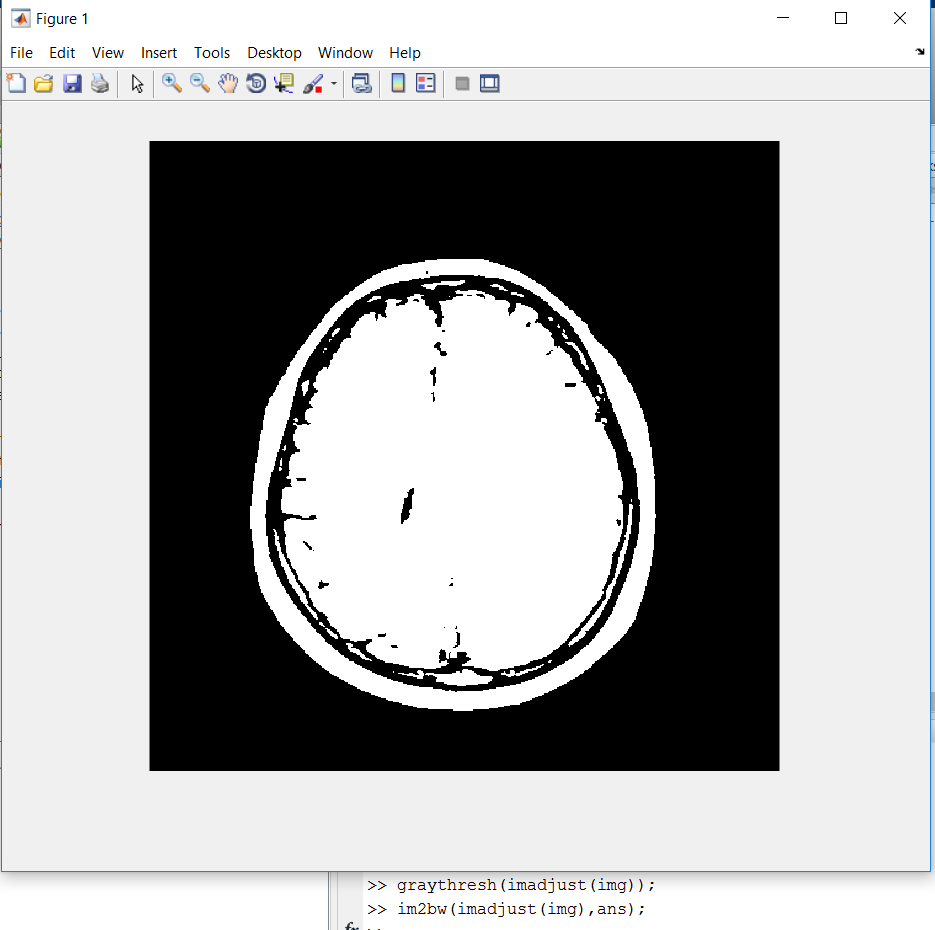 Figure 1
File Edit View Insert Tools Desktop Window Help
>> graythresh(imadjust(img));
>> im2bw(imadjust(img),ans);